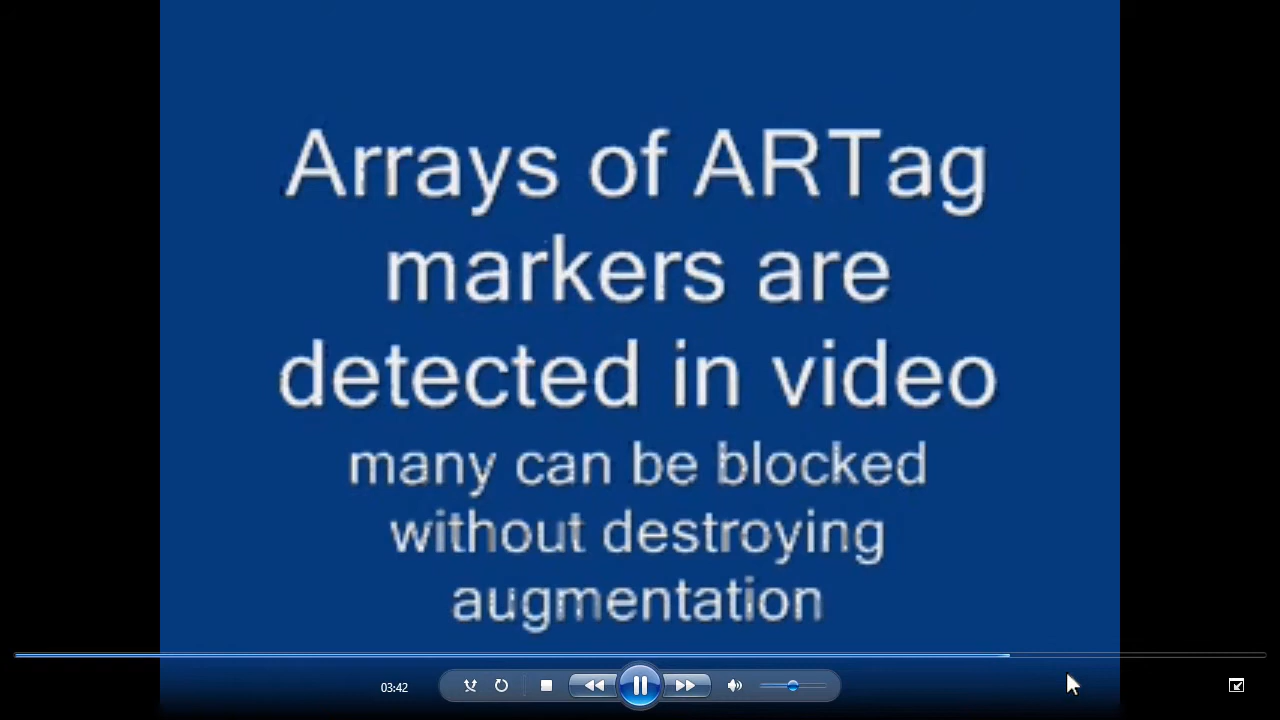 Arrays of ARTag
markers are
detected in video
many can be blocked
without destroying
augmentation
03:42